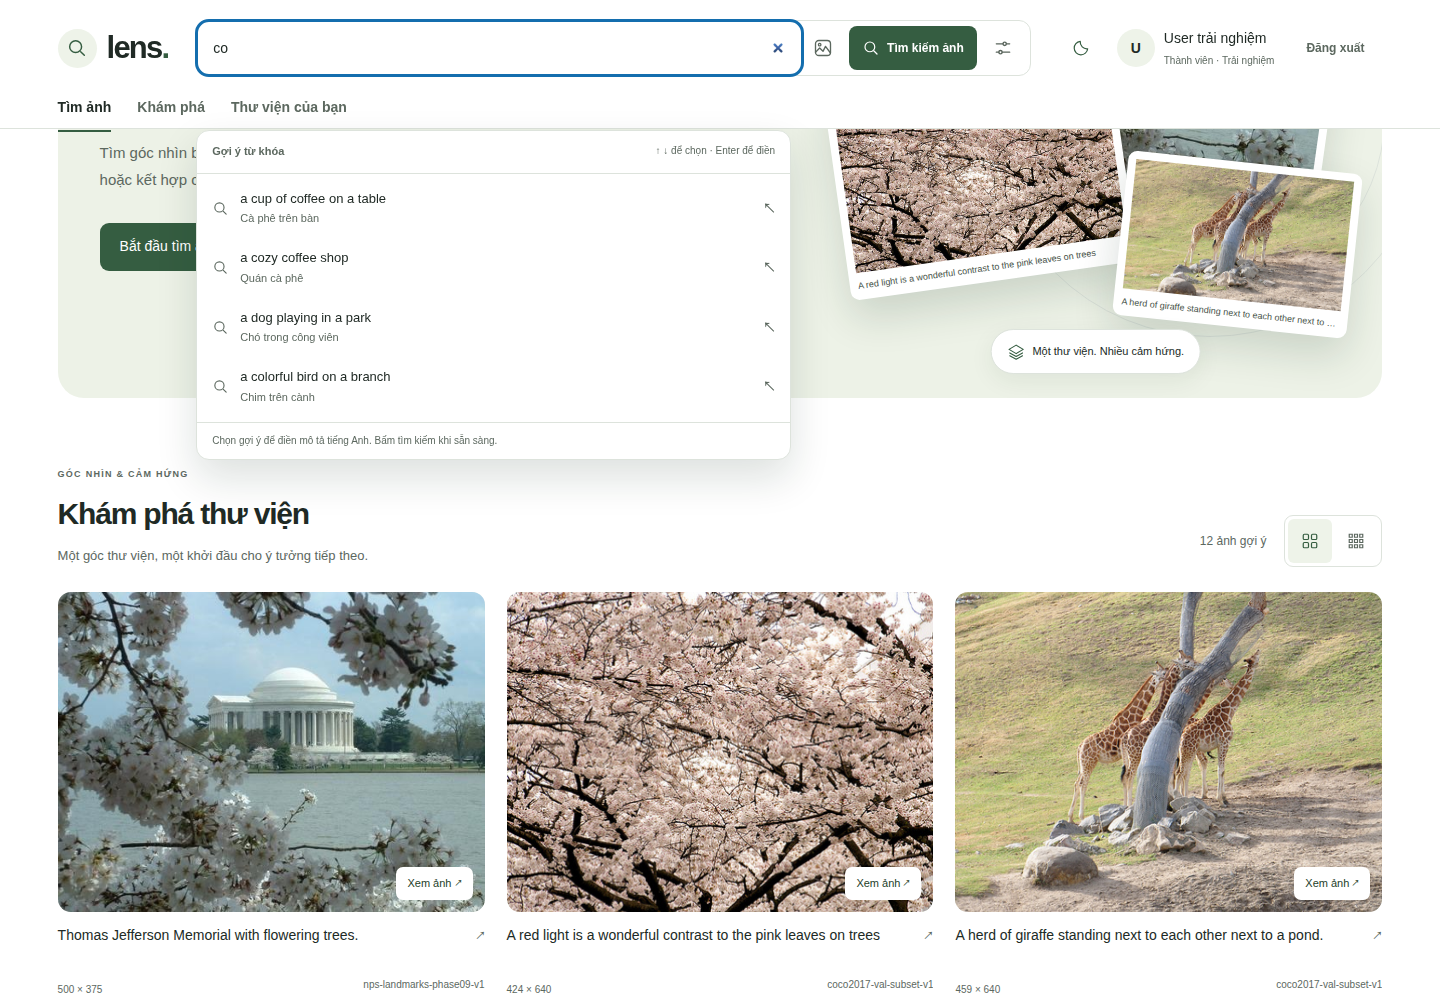 lens.
co
Tìm kiếm ảnh
U
User trải nghiệm
Thành viên · Trải nghiệm
Đăng xuất
Tìm ảnh
Khám phá
Thư viện của bạn
Tìm góc nhìn
hoặc kết hợp
Bắt đầu tìm
Gợi ý từ khóa
↑ ↓ để chọn · Enter để điền
a cup of coffee on a table
Cà phê trên bàn
a cozy coffee shop
Quán cà phê
a dog playing in a park
Chó trong công viên
a colorful bird on a branch
Chim trên cành
Chọn gợi ý để điền mô tả tiếng Anh. Bấm tìm kiếm khi sẵn sàng.
A red light is a wonderful contrast to the pink leaves on trees
A herd of giraffe standing next to each other next to ...
Một thư viện. Nhiều cảm hứng.
GÓC NHÌN & CẢM HỨNG
Khám phá thư viện
Một góc thư viện, một khởi đầu cho ý tưởng tiếp theo.
12 ảnh gợi ý
Xem ảnh ↗
Xem ảnh ↗
Xem ảnh ↗
Thomas Jefferson Memorial with flowering trees.
A red light is a wonderful contrast to the pink leaves on trees
A herd of giraffe standing next to each other next to a pond.
500 × 375
nps-landmarks-phase09-v1
424 × 640
coco2017-val-subset-v1
459 × 640
coco2017-val-subset-v1